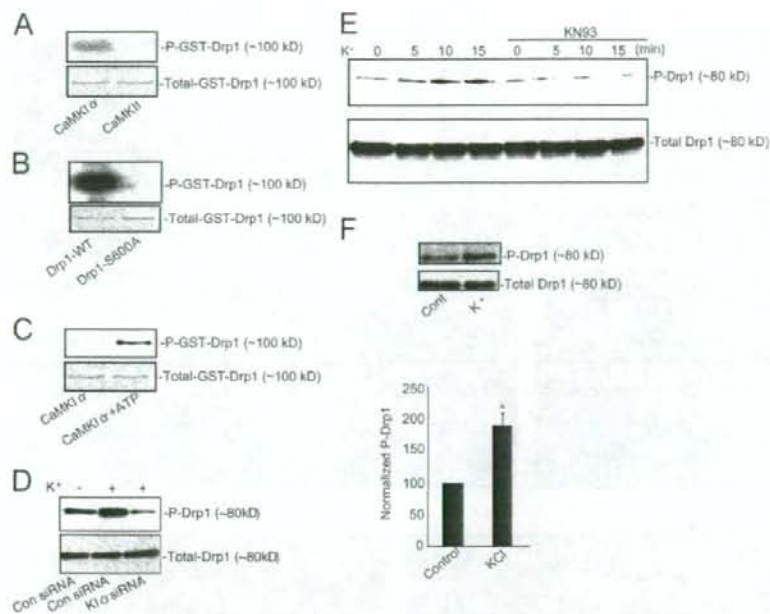 A
-P-GST-Drp1 (~100 kD)
-Total-GST-Drp1 (~100 kD)
CaMKIα
CaMKII
B
-P-GST-Drp1 (~100 kD)
-Total-GST-Drp1 (~100 kD)
Drp1-WT
Drp1-S600A
C
-P-GST-Drp1 (~100 kD)
-Total-GST-Drp1 (~100 kD)
CaMKIα
CaMKIα+ATP
D
K+ - + +
-P-Drp1 (~80kD)
-Total-Drp1 (~80kD)
Con siRNA
Con siRNA
KIα siRNA
E
KN93
K+ 0 5 10 15 0 5 10 15 (min)
-P-Drp1 (~80 kD)
-Total Drp1 (~80 kD)
F
-P-Drp1 (~80 kD)
-Total Drp1 (~80 kD)
Cont
K+
Normalized P-Drp1
250
200
150
100
50
0
*
Control
KCl